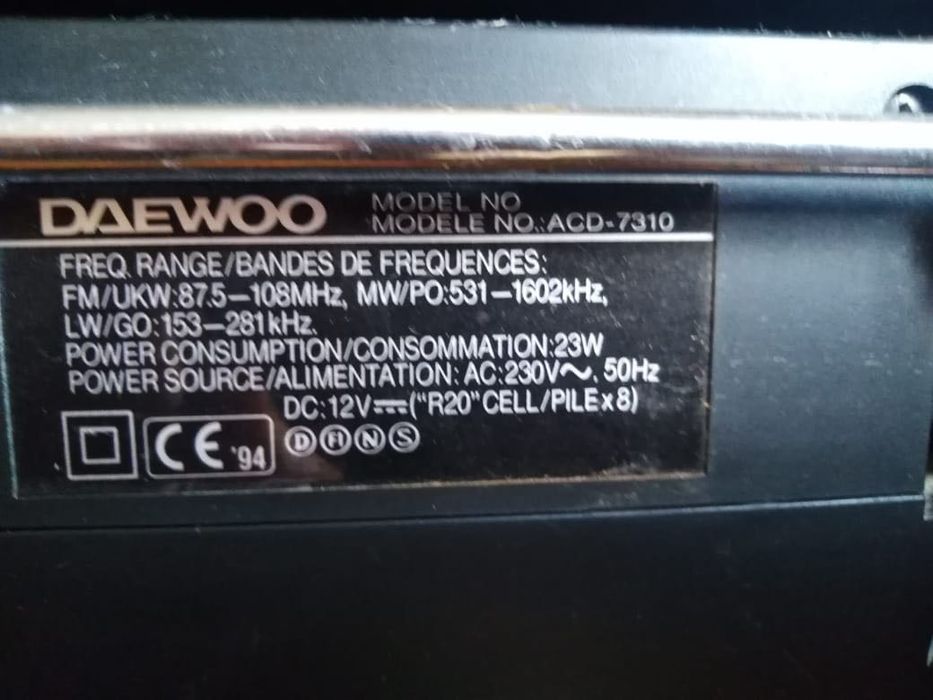 DAEWOO
MODEL NO
MODELE NO.:ACD-7310
FREQ. RANGE/BANDES DE FREQUENCES:
FM/UKW:87.5–108MHz, MW/PO:531–1602kHz,
LW/GO:153–281kHz.
POWER CONSUMPTION/CONSOMMATION:23W
POWER SOURCE/ALIMENTATION: AC:230V∼, 50Hz
DC:12V⎓("R20" CELL/PILE x 8)
CE '94 D FI N S